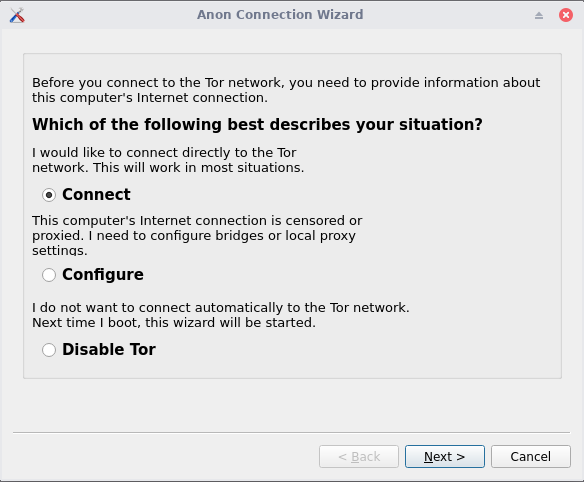 Anon Connection Wizard
Before you connect to the Tor network, you need to provide information about
this computer's Internet connection.
Which of the following best describes your situation?
I would like to connect directly to the Tor
network. This will work in most situations.
Connect
This computer's Internet connection is censored or
proxied. I need to configure bridges or local proxy
settings.
Configure
I do not want to connect automatically to the Tor network.
Next time I boot, this wizard will be started.
Disable Tor
< Back
Next >
Cancel